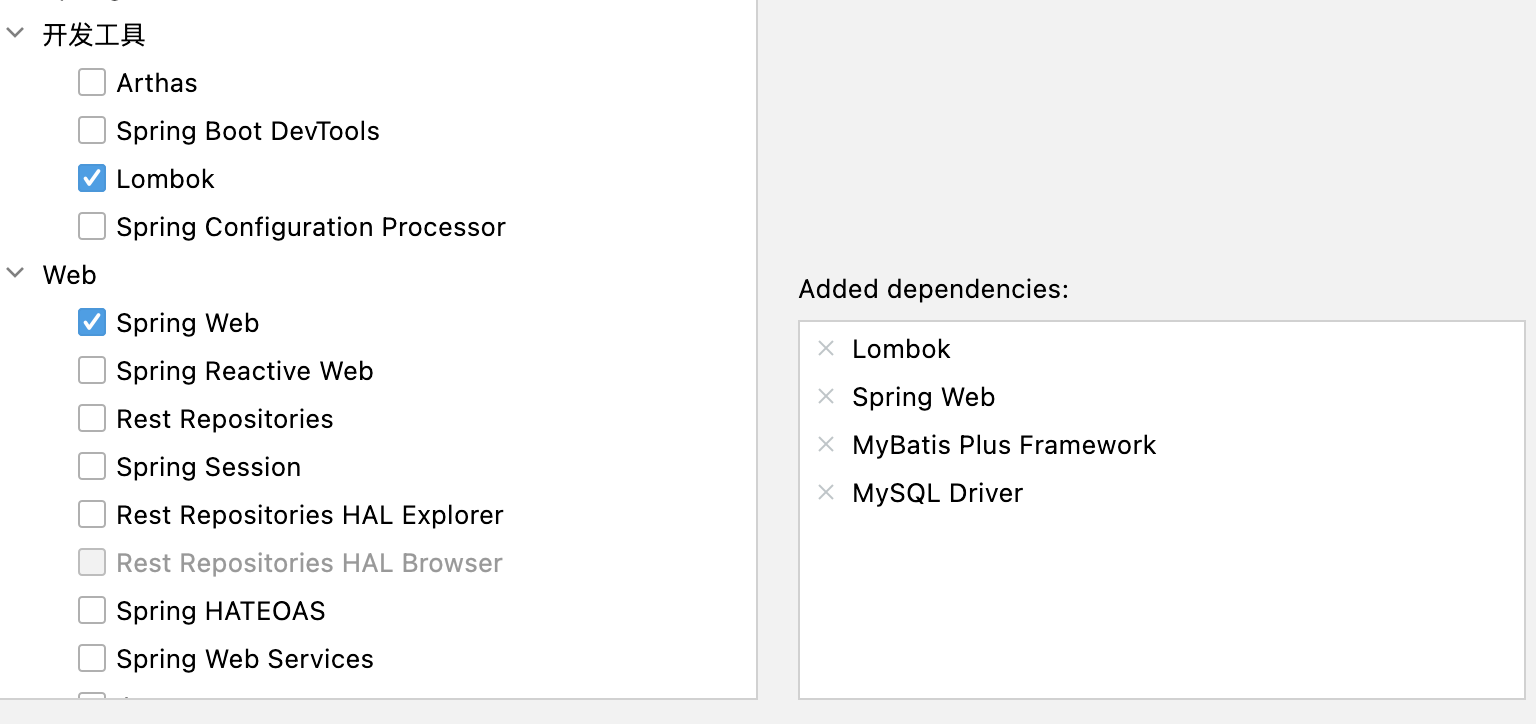 开发工具
Arthas
Spring Boot DevTools
Lombok
Spring Configuration Processor
Web
Spring Web
Spring Reactive Web
Rest Repositories
Spring Session
Rest Repositories HAL Explorer
Rest Repositories HAL Browser
Spring HATEOAS
Spring Web Services
Added dependencies:
Lombok
Spring Web
MyBatis Plus Framework
MySQL Driver